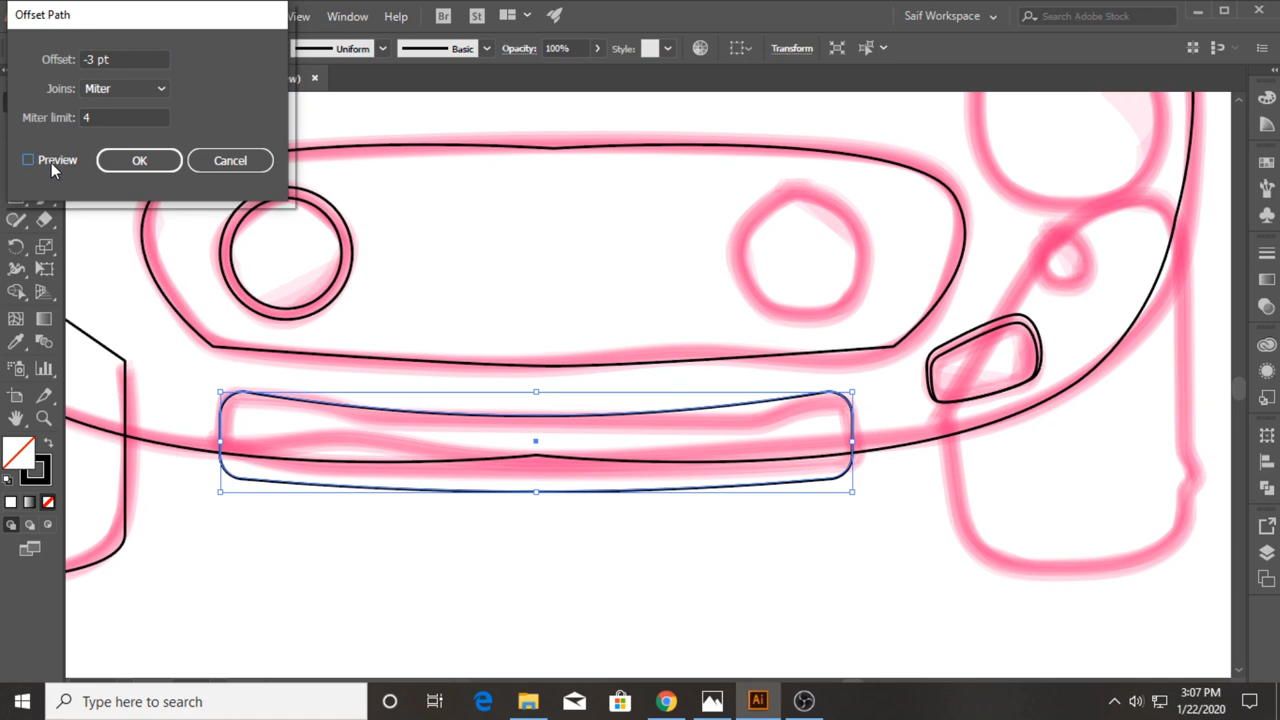 Offset Path
View
Window
Help
Br
St
Saif Workspace
Search Adobe Stock
Offset:
-3 pt
Uniform
Basic
Opacity:
100%
Style:
Transform
Joins:
Miter
Miter limit:
4
Preview
OK
Cancel
Type here to search
Ai
3:07 PM
1/22/2020